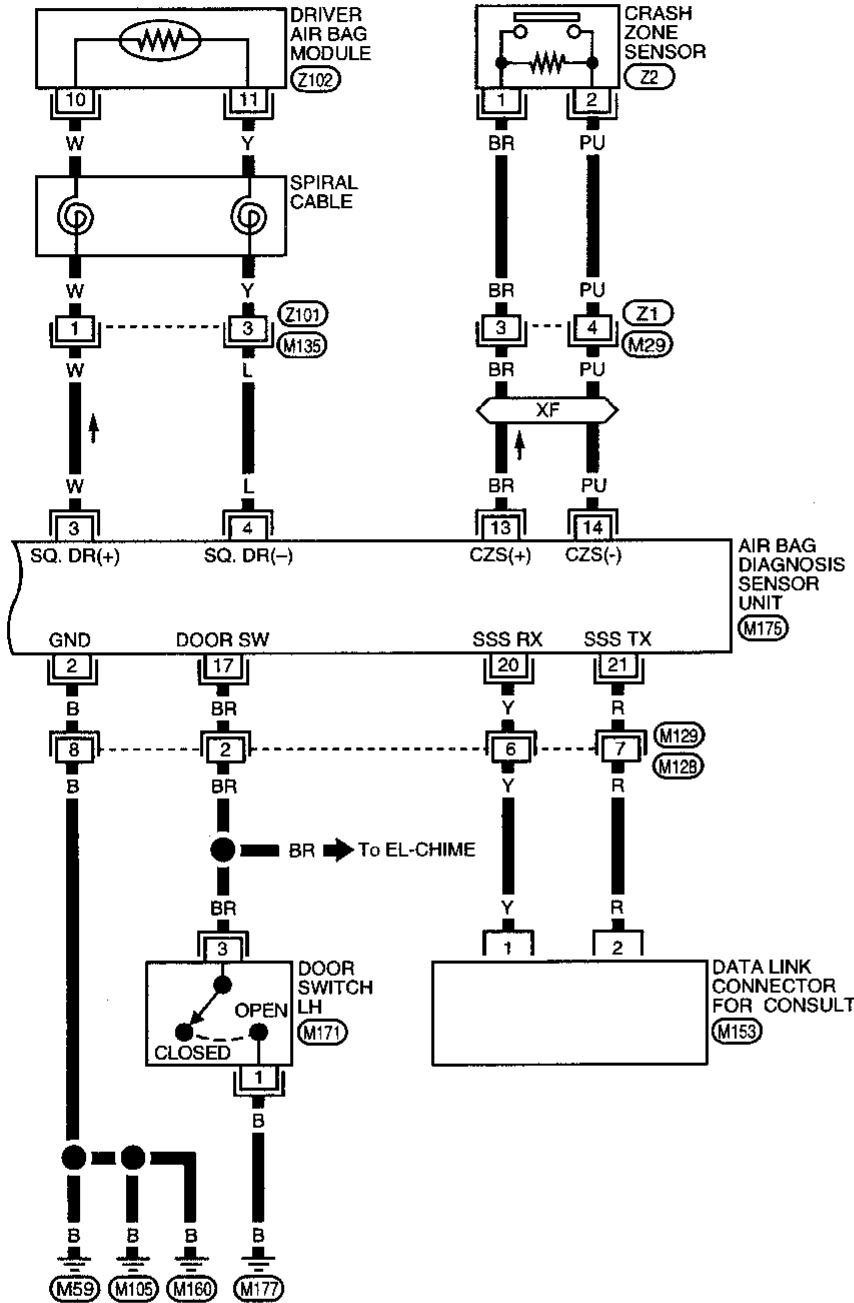 DRIVER
AIR BAG
MODULE
Z102
CRASH
ZONE
SENSOR
Z2
10 11 1 2
W Y BR PU
SPIRAL
CABLE
W Y BR PU
1 3 Z101 3 4 Z1
M135 M29
W L BR PU
XF
W L BR PU
3 4 13 14
SQ. DR(+) SQ. DR(–) CZS(+) CZS(-)
AIR BAG
DIAGNOSIS
SENSOR
UNIT
M175
GND DOOR SW SSS RX SSS TX
2 17 20 21
B BR Y R
8 2 6 7 M129
M128
B BR Y R
BR To EL-CHIME
BR Y R
3 1 2
DOOR
SWITCH
LH
M171
OPEN
CLOSED
DATA LINK
CONNECTOR
FOR CONSULT
M153
1
B
B B B B
M59 M105 M160 M177